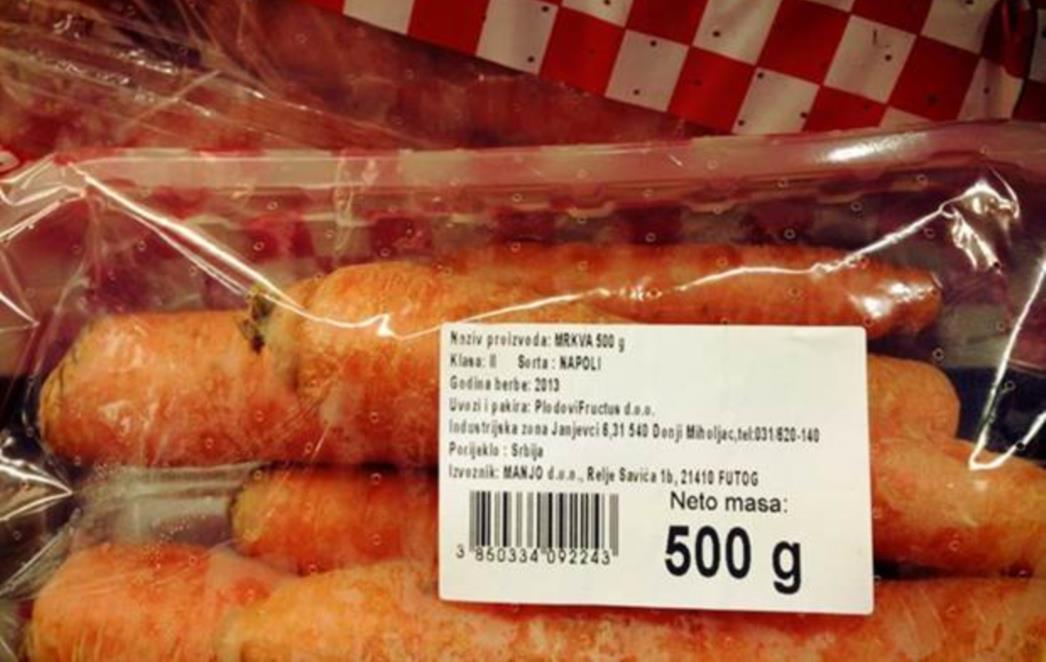 Naziv proizvoda: MRKVA 500 g
Klasa: II Sorta : NAPOLI
Godina berbe: 2013
Uvozi i pakira: PlodoviFructus d.o.o.
Industrijska zona Janjevci 6,31 540 Donji Miholjac,tel:031/620-140
Porijeklo : Srbija
Izvoznik: MANJO d.o.o., Relje Savića 1b, 21410 FUTOG
Neto masa:
500 g
3 850334 092243